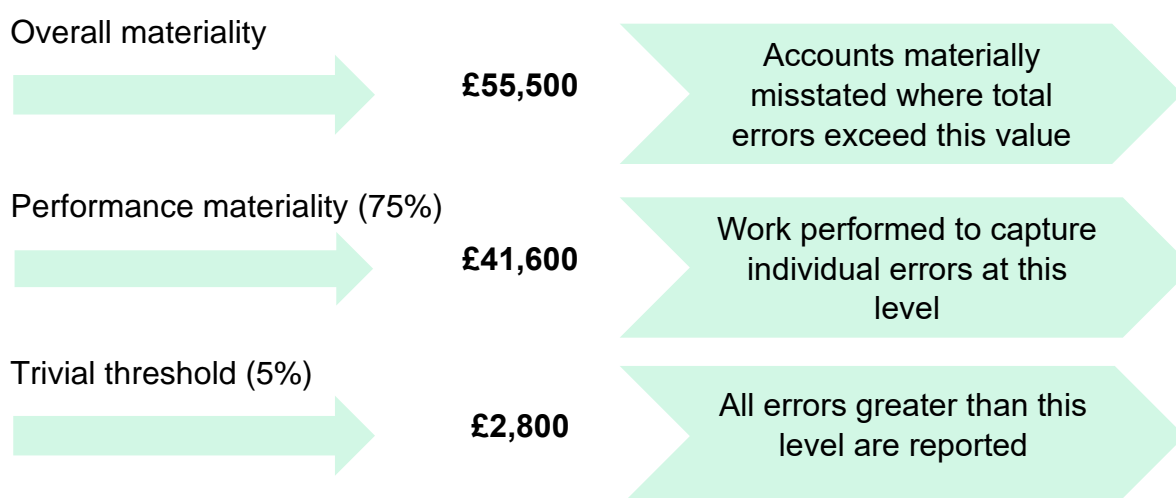 Overall materiality
£55,500
Accounts materially
misstated where total
errors exceed this value
Performance materiality (75%)
£41,600
Work performed to capture
individual errors at this
level
Trivial threshold (5%)
£2,800
All errors greater than this
level are reported